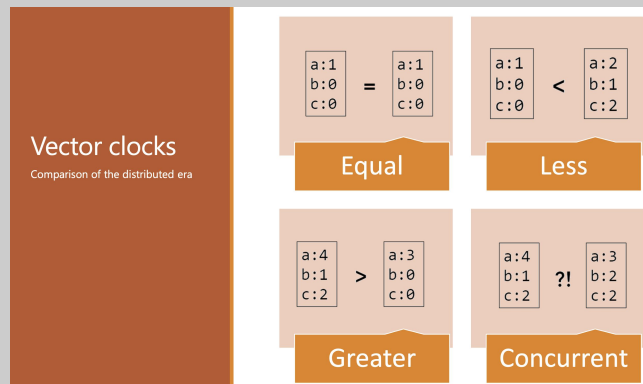 Vector clocks
Comparison of the distributed era
a:1 a:1
b:0 = b:0
c:0 c:0
Equal
a:1 a:2
b:0 < b:1
c:0 c:2
Less
a:4 a:3
b:1 > b:0
c:2 c:0
Greater
a:4 a:3
b:1 ?! b:2
c:2 c:2
Concurrent